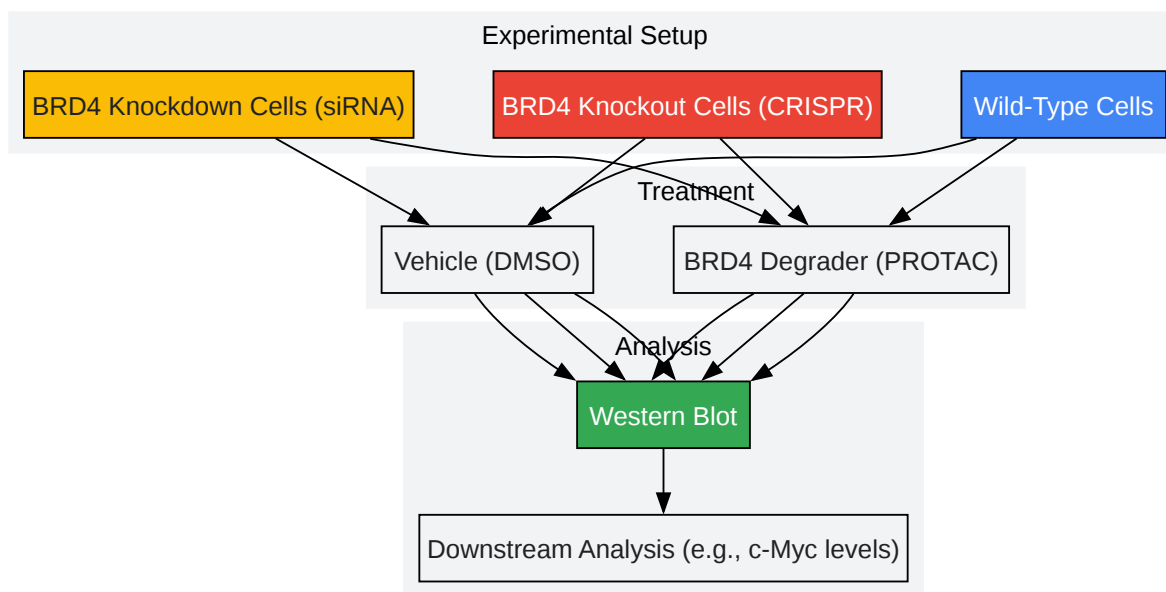 Experimental Setup
BRD4 Knockdown Cells (siRNA)
BRD4 Knockout Cells (CRISPR)
Wild-Type Cells
Treatment
Vehicle (DMSO)
BRD4 Degrader (PROTAC)
Analysis
Western Blot
Downstream Analysis (e.g., c-Myc levels)